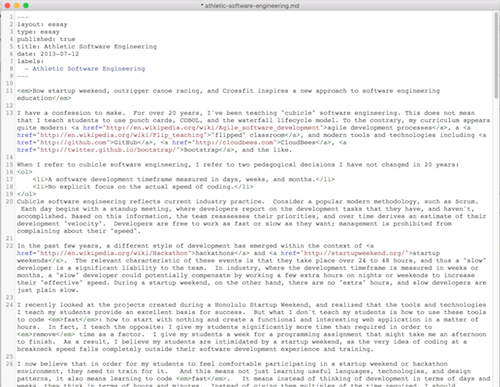 * athletic-software-engineering.md
1 ---
2 layout: essay
3 type: essay
4 published: true
5 title: Athletic Software Engineering
6 date: 2013-07-12
7 labels:
8 - Athletic Software Engineering
9 ---
10
11 <em>How startup weekend, outrigger canoe racing, and Crossfit inspires a new approach to software engineering
education</em>
12
13 I have a confession to make. For over 20 years, I've been teaching "cubicle" software engineering. This does not mean
that I teach students to use punch cards, COBOL, and the waterfall lifecycle model. To the contrary, my curriculum appears
quite modern: <a href="http://en.wikipedia.org/wiki/Agile_software_development">agile development processes</a>, a <a
href="http://en.wikipedia.org/wiki/Flip_teaching">"flipped" classroom</a>, and modern tools and technologies including <a
href="http://github.com">GitHub</a>, <a href="http://cloudbees.com">CloudBees</a>, <a
href="http://twitter.github.io/bootstrap/">Bootstrap</a>, and the like.
14
15 When I refer to cubicle software engineering, I refer to two pedagogical decisions I have not changed in 20 years:
16 <ol>
17 <li>A software development timeframe measured in days, weeks, and months.</li>
18 <li>No explicit focus on the actual speed of coding.</li>
19 </ol>
20 Cubicle software engineering reflects current industry practice. Consider a popular modern methodology, such as Scrum.
Each day begins with a standup meeting, where developers report on the development tasks that they have, and haven't,
accomplished. Based on this information, the team reassesses their priorities, and over time derives an estimate of their
development "velocity". Developers are free to work as fast or slow as they want; management is prohibited from
complaining about their "speed".
21
22 In the past few years, a different style of development has emerged within the context of <a
href="http://en.wikipedia.org/wiki/Hackathon">hackathons</a> and <a href="http://startupweekend.org/">startup
weekends</a>. The relevant characteristic of these events is that they take place over 24 to 48 hours, and thus a "slow"
developer is a significant liability to the team. In industry, where the development timeframe is measured in weeks or
months, a "slow" developer could potentially compensate by working a few extra hours on nights or weekends to increase
their "effective" speed. During a startup weekend, on the other hand, there are no "extra" hours, and slow developers are
just plain slow.
23
24 I recently looked at the projects created during a Honolulu Startup Weekend, and realized that the tools and technologies
I teach my students provide an excellent basis for success. But what I don't teach my students is how to use these tools
to code <em>fast</em>: how to start with nothing and create a functional and interesting web application in a matter of
hours. In fact, I teach the opposite: I give my students significantly more time than required in order to
<em>remove</em> time as a factor. I give students a week for a programming assignment that might take me an afternoon
to finish. As a result, I believe my students are intimidated by a startup weekend, as the very idea of coding at a
breakneck speed falls completely outside their software development experience and training.
25
26 I now believe that in order for my students to feel comfortable participating in a startup weekend or hackathon
environment, they need to train for it. And this means not just learning useful languages, technologies, and design
patterns, it also means learning to code <em>fast</em>. It means instead of thinking of development in terms of days and